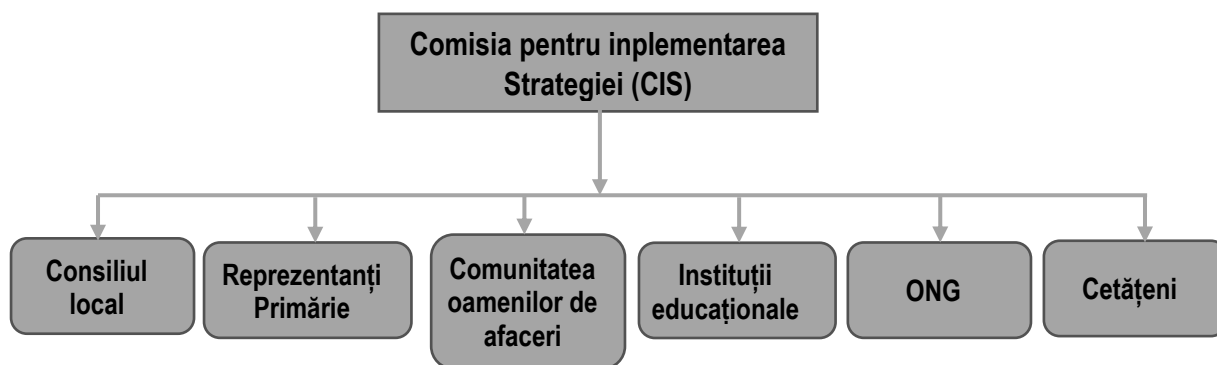 Comisia pentru inplementarea
Strategiei (CIS)
Consiliul
local
Reprezentanți
Primărie
Comunitatea
oamenilor de
afaceri
Instituții
educaționale
ONG
Cetățeni